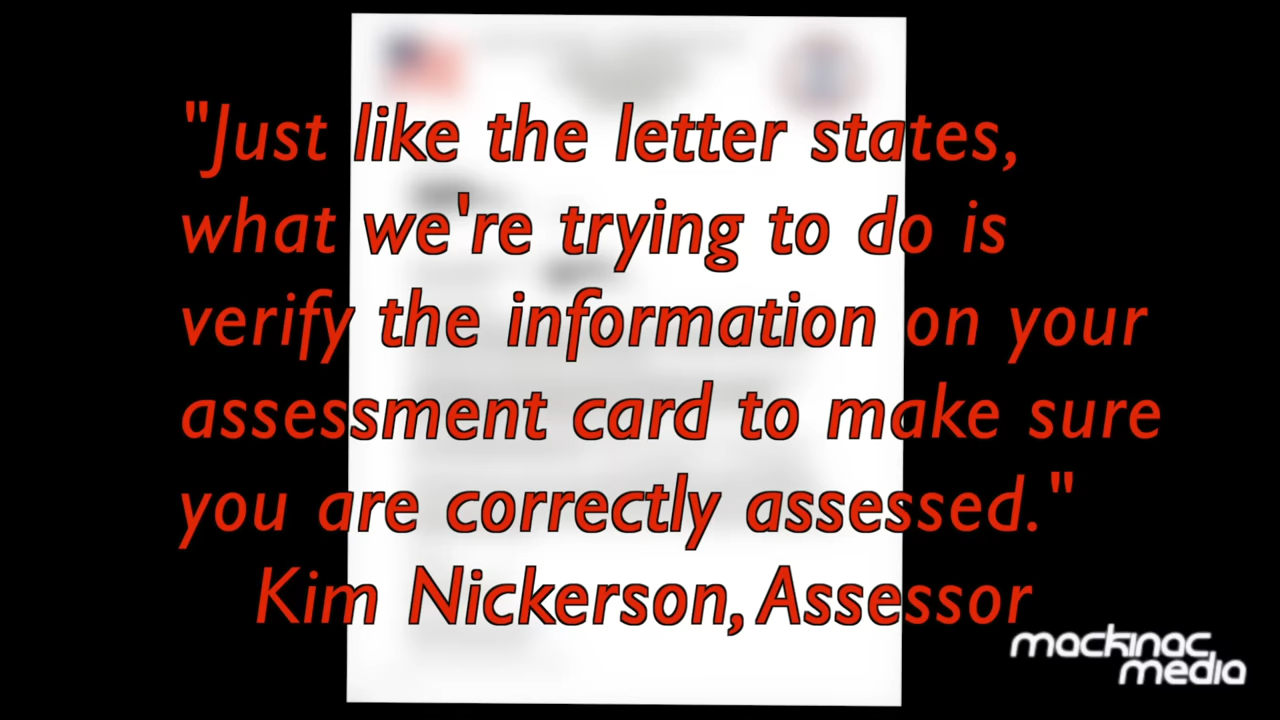 "Just like the letter states,
what we're trying to do is
verify the information on your
assessment card to make sure
you are correctly assessed."
Kim Nickerson, Assessor
mackinac
media